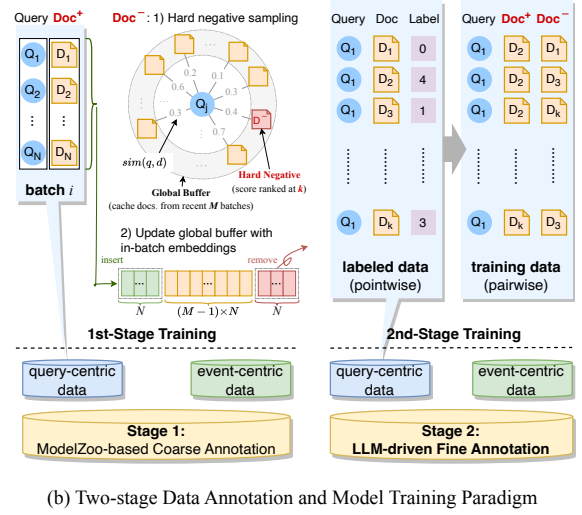 Query Doc+
Q1 D1
Q2 D2
⋮ ⋮
QN DN
batch i
Doc− : 1) Hard negative sampling
...
0.2 0.1
0.6 0.5
0.3 0.4
0.7
Qj
D−
...
sim(q, d)
Hard Negative
(score ranked at k)
Global Buffer
(cache docs. from recent M batches)
2) Update global buffer with
in-batch embeddings
insert
remove
... ... ...
N (M − 1)×N N
1st-Stage Training
Query Doc Label
Q1 D1 0
Q1 D2 4
Q1 D3 1
Q1 Dk 3
labeled data
(pointwise)
Query Doc+ Doc−
Q1 D2 D1
Q1 D2 D3
Q1 D2 Dk
Q1 Dk D3
training data
(pairwise)
2nd-Stage Training
query-centric
data
event-centric
data
query-centric
data
event-centric
data
Stage 1:
ModelZoo-based Coarse Annotation
Stage 2:
LLM-driven Fine Annotation
(b) Two-stage Data Annotation and Model Training Paradigm